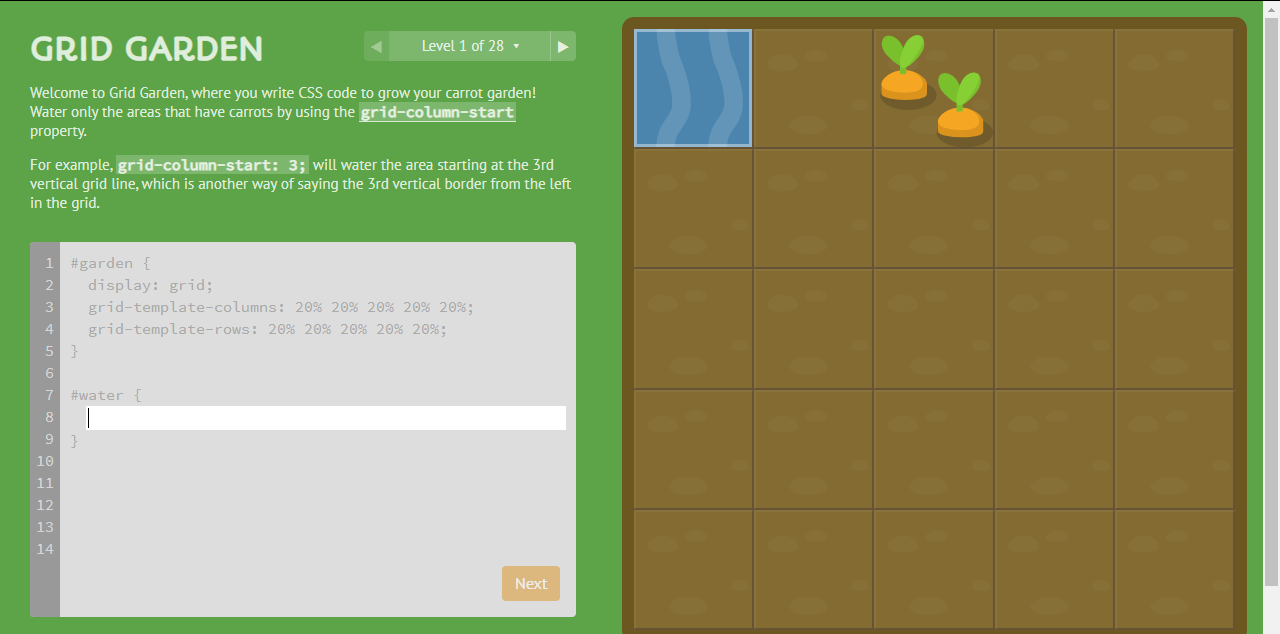 GRID GARDEN
◀ Level 1 of 28 ▾ ▶
Welcome to Grid Garden, where you write CSS code to grow your carrot garden!
Water only the areas that have carrots by using the grid-column-start
property.
For example, grid-column-start: 3; will water the area starting at the 3rd
vertical grid line, which is another way of saying the 3rd vertical border from the left
in the grid.
1 #garden {
2 display: grid;
3 grid-template-columns: 20% 20% 20% 20% 20%;
4 grid-template-rows: 20% 20% 20% 20% 20%;
5 }
6
7 #water {
8
9 }
10
11
12
13
14
Next